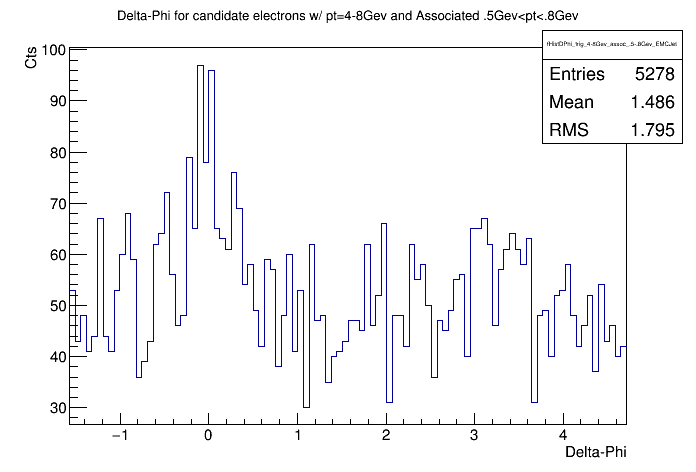 Delta-Phi for candidate electrons w/ pt=4-8Gev and Associated .5Gev<pt<.8Gev
fHistDPhi_trig_4-8Gev_assoc_.5-.8Gev_EMCJet
Entries 5278
Mean 1.486
RMS 1.795
Cts
100
90
80
70
60
50
40
30
−1 0 1 2 3 4
Delta-Phi